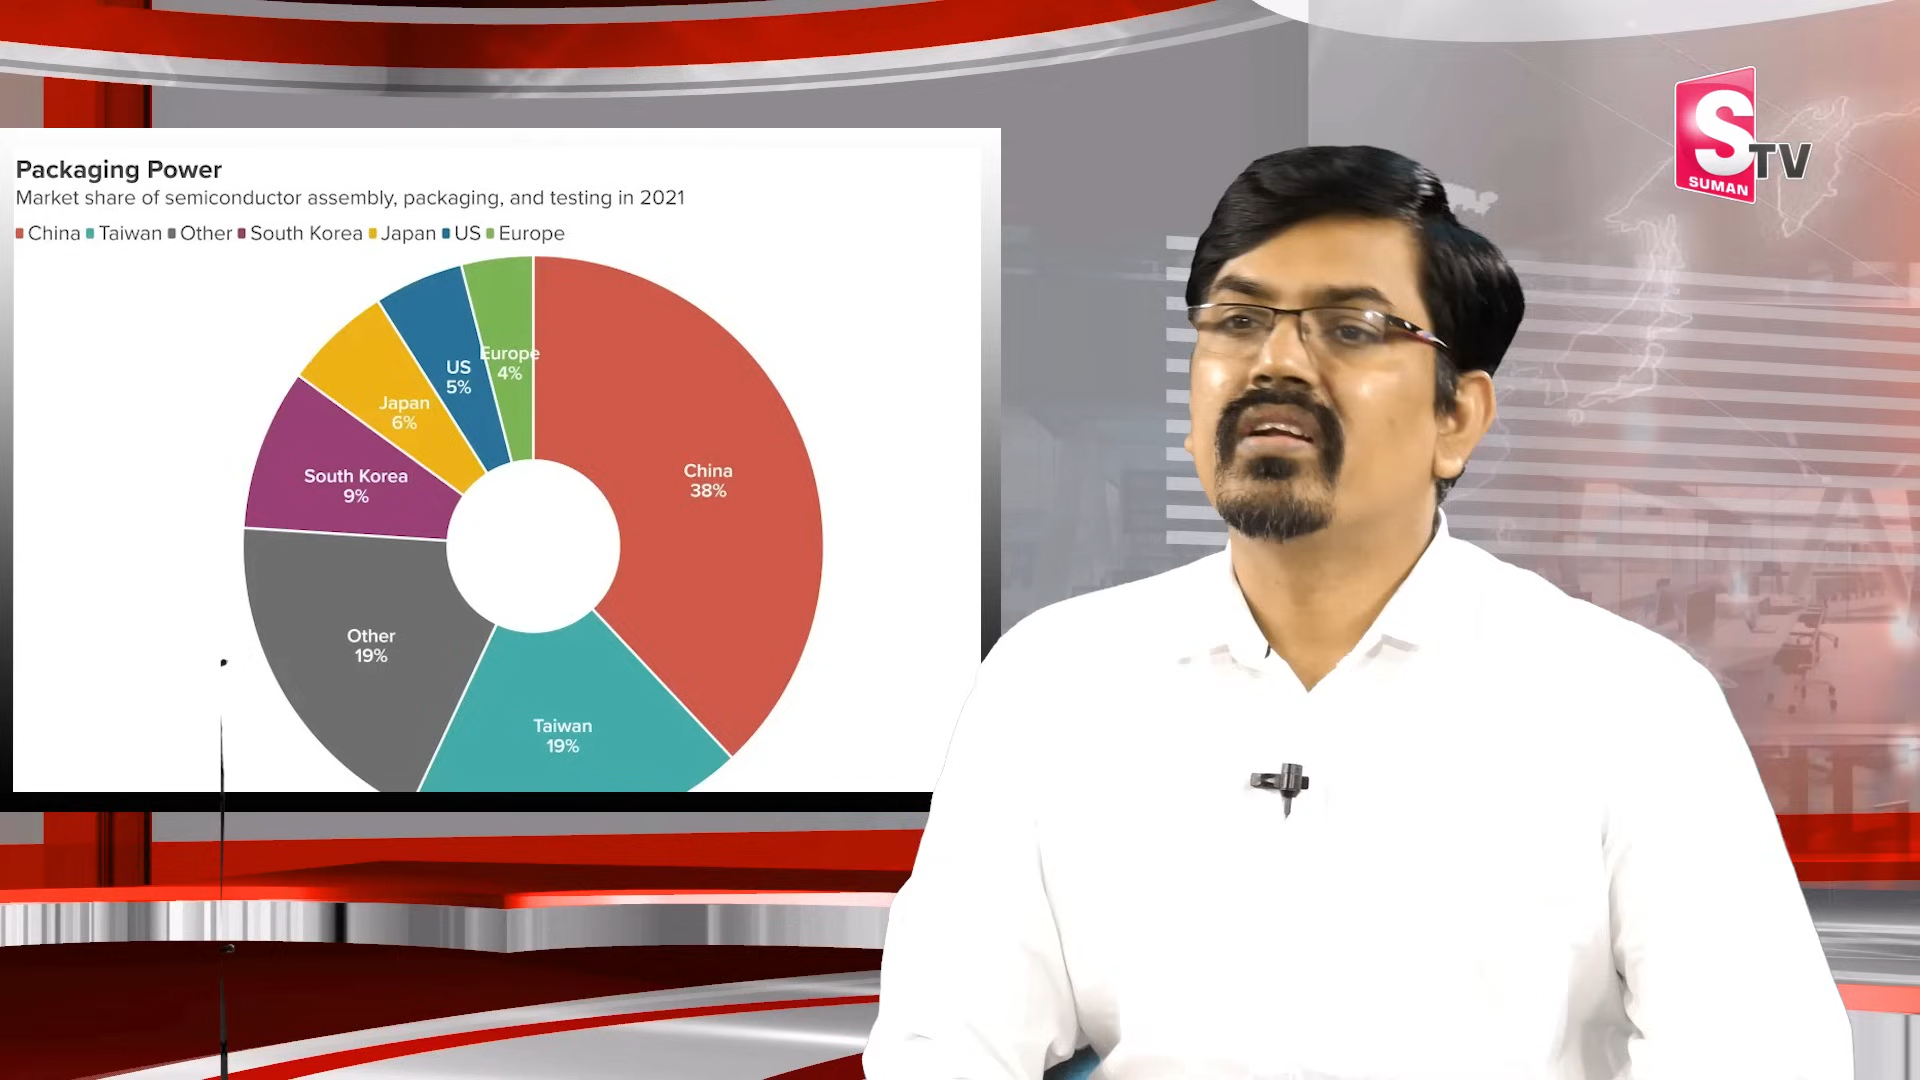 Packaging Power
Market share of semiconductor assembly, packaging, and testing in 2021
China Taiwan Other South Korea Japan US Europe
Europe
4%
US
5%
Japan
6%
China
38%
South Korea
9%
Other
19%
Taiwan
19%
S
TV
SUMAN